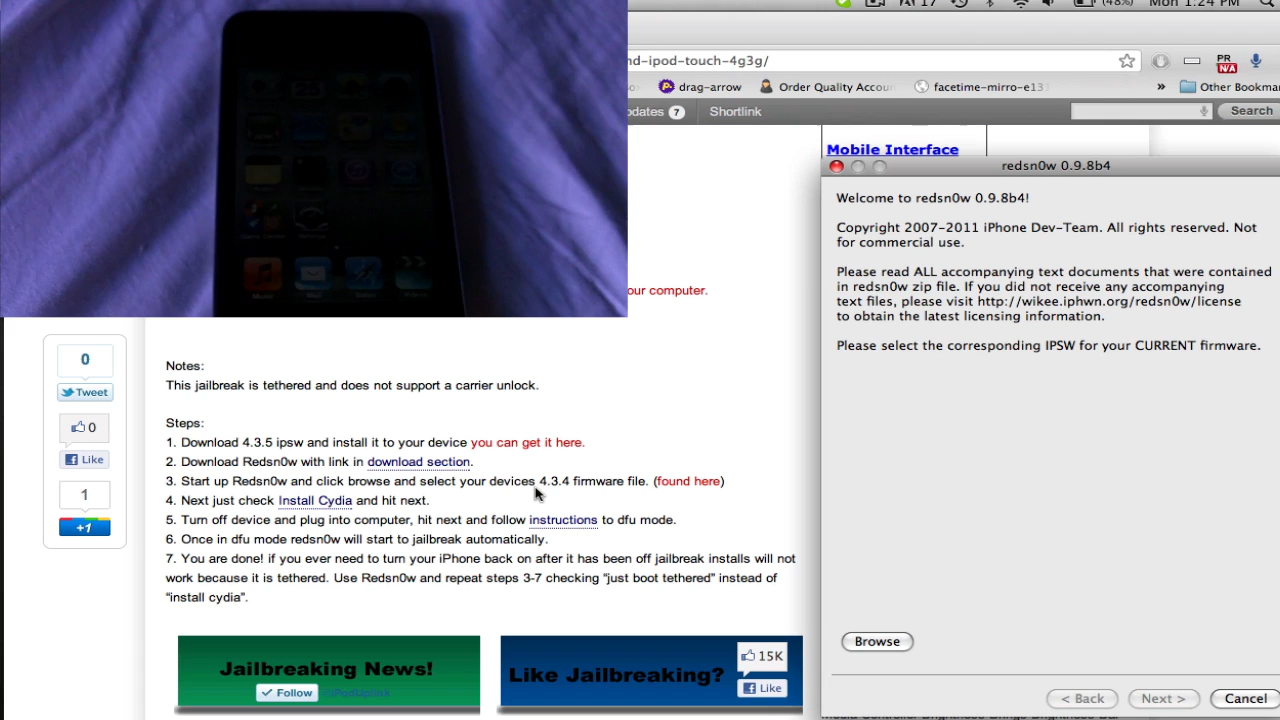 (48%) Mon 1:24 PM
nd-ipod-touch-4g3g/
PR
N/A
drag-arrow
Order Quality Accou
facetime-mirro-e13
»
Other Bookma
pdates 7 Shortlink
Search
Mobile Interface
our computer.
Notes:
This jailbreak is tethered and does not support a carrier unlock.
Steps:
1. Download 4.3.5 ipsw and install it to your device you can get it here.
2. Download Redsn0w with link in download section.
3. Start up Redsn0w and click browse and select your devices 4.3.4 firmware file. (found here)
4. Next just check Install Cydia and hit next.
5. Turn off device and plug into computer, hit next and follow instructions to dfu mode.
6. Once in dfu mode redsn0w will start to jailbreak automatically.
7. You are done! if you ever need to turn your iPhone back on after it has been off jailbreak installs will not
work because it is tethered. Use Redsn0w and repeat steps 3-7 checking “just boot tethered” instead of
“install cydia”.
0
Tweet
0
Like
1
+1
Jailbreaking News!
Follow
Like Jailbreaking?
15K
Like
redsn0w 0.9.8b4
Welcome to redsn0w 0.9.8b4!
Copyright 2007-2011 iPhone Dev-Team. All rights reserved. Not
for commercial use.
Please read ALL accompanying text documents that were contained
in redsn0w zip file. If you did not receive any accompanying
text files, please visit http://wikee.iphwn.org/redsn0w/license
to obtain the latest licensing information.
Please select the corresponding IPSW for your CURRENT firmware.
Browse
< Back
Next >
Cancel